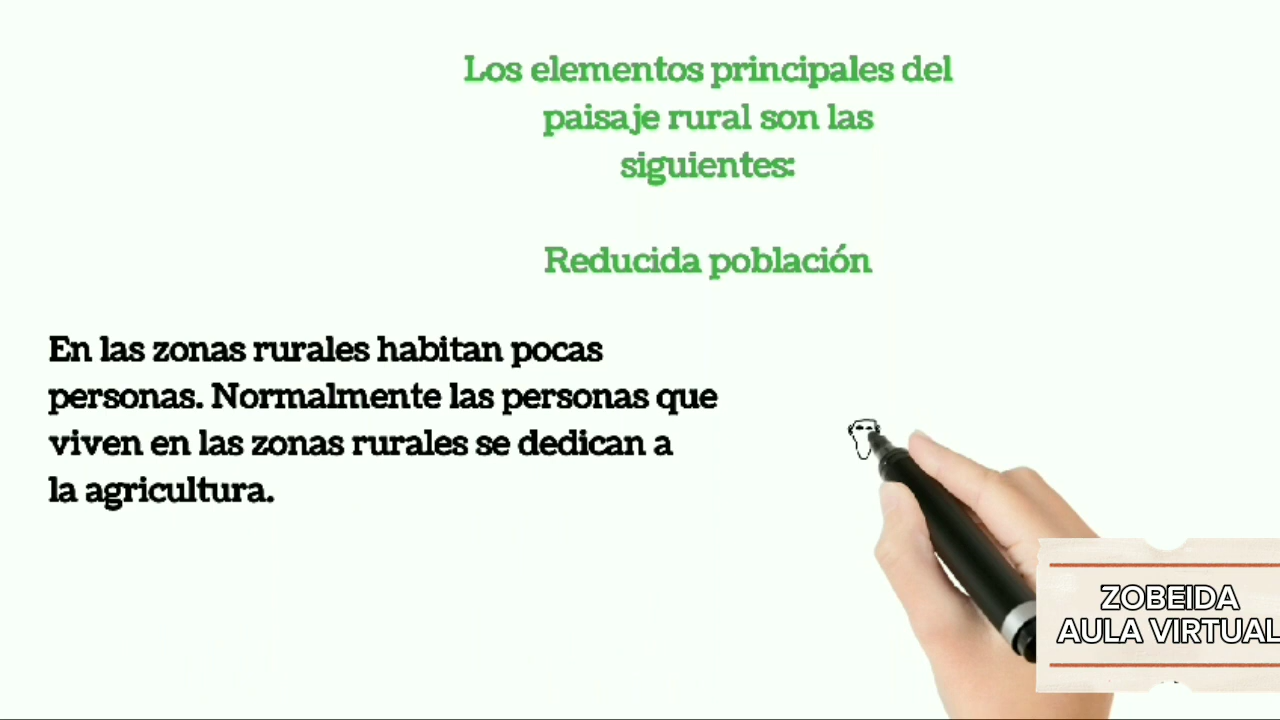 Los elementos principales del
paisaje rural son las
siguientes:
Reducida población
En las zonas rurales habitan pocas
personas. Normalmente las personas que
viven en las zonas rurales se dedican a
la agricultura.
ZOBEIDA
AULA VIRTUAL